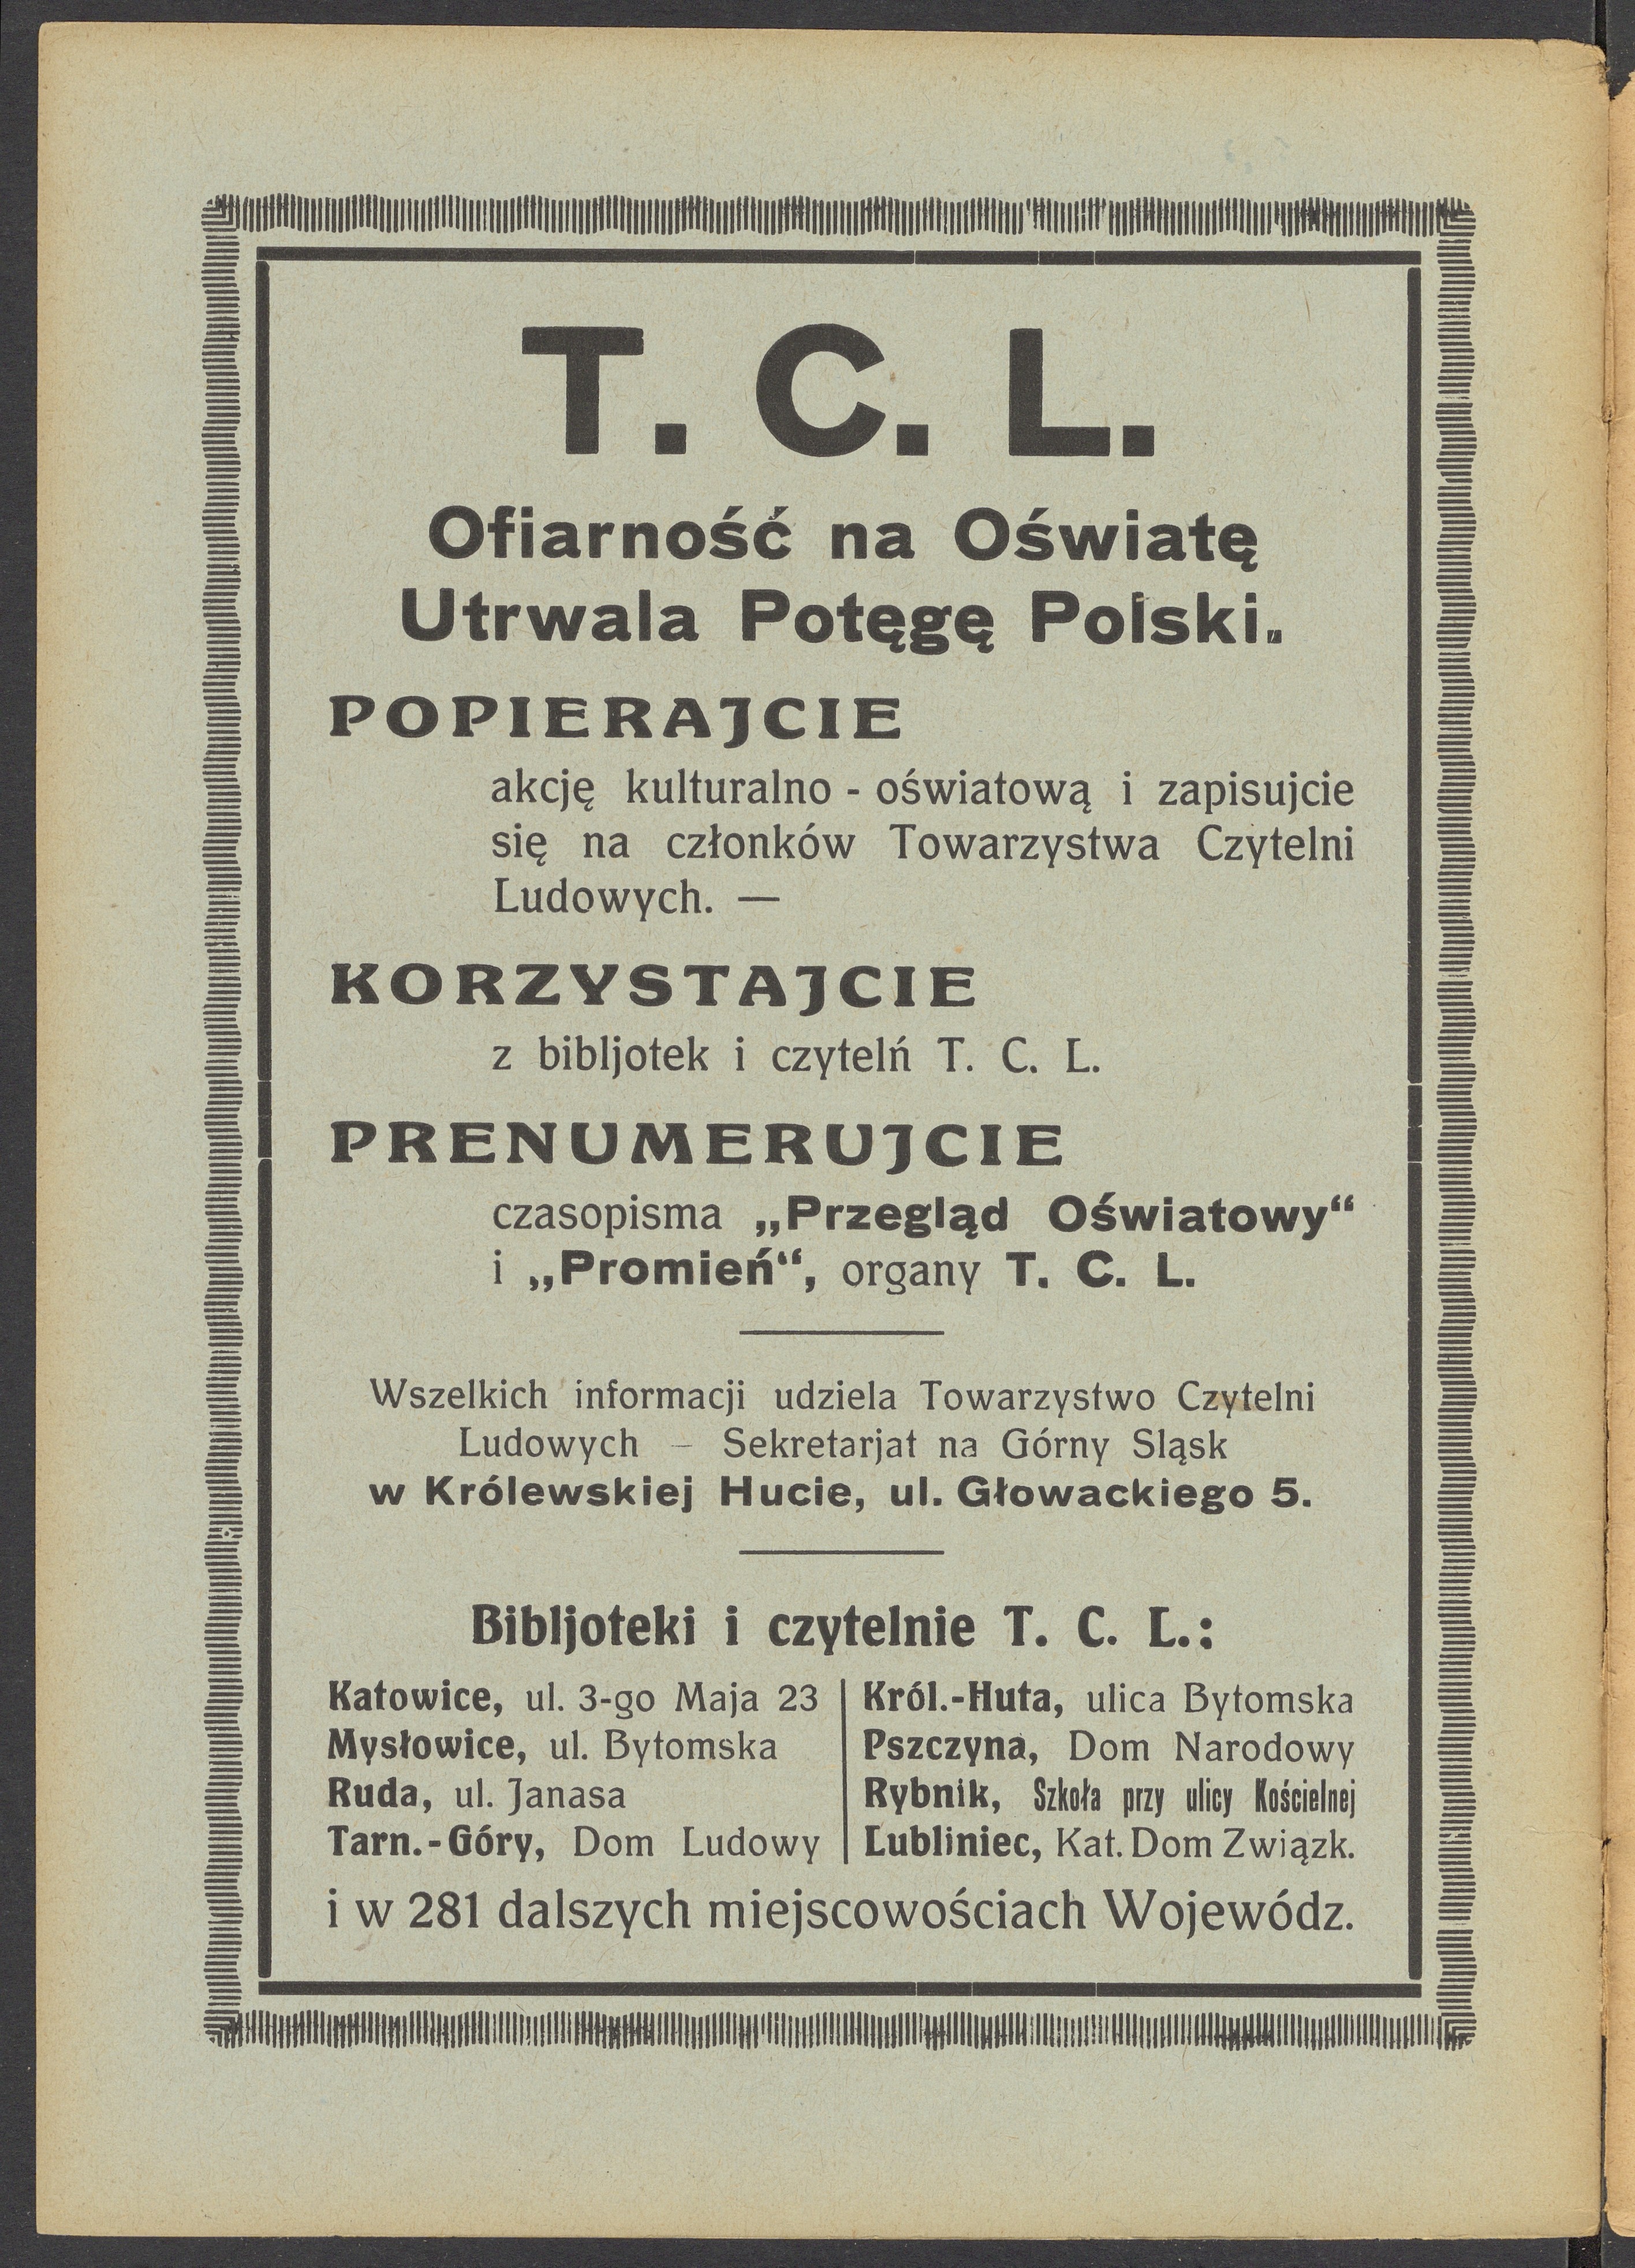 T. C. L.
Ofiarność na Oświatę
Utrwala Potęgę Polski.
POPIERAJCIE
akcję kulturalno - oświatową i zapisujcie
się na członków Towarzystwa Czytelni
Ludowych. —
KORZYSTAJCIE
z bibljotek i czytelń T. C. L.
PRENUMERUJCIE
czasopisma „Przegląd Oświatowy“
i „Promień“, organy T. C. L.
Wszelkich informacji udziela Towarzystwo Czytelni
Ludowych – Sekretarjat na Górny Sląsk
w Królewskiej Hucie, ul. Głowackiego 5.
Bibljoteki i czytelnie T. C. L.:
Katowice, ul. 3-go Maja 23
Mysłowice, ul. Bytomska
Ruda, ul. Janasa
Tarn.-Góry, Dom Ludowy
Król.-Huta, ulica Bytomska
Pszczyna, Dom Narodowy
Rybnik, Szkoła przy ulicy Kościelnej
Lubliniec, Kat. Dom Związk.
i w 281 dalszych miejscowościach Wojewódz.